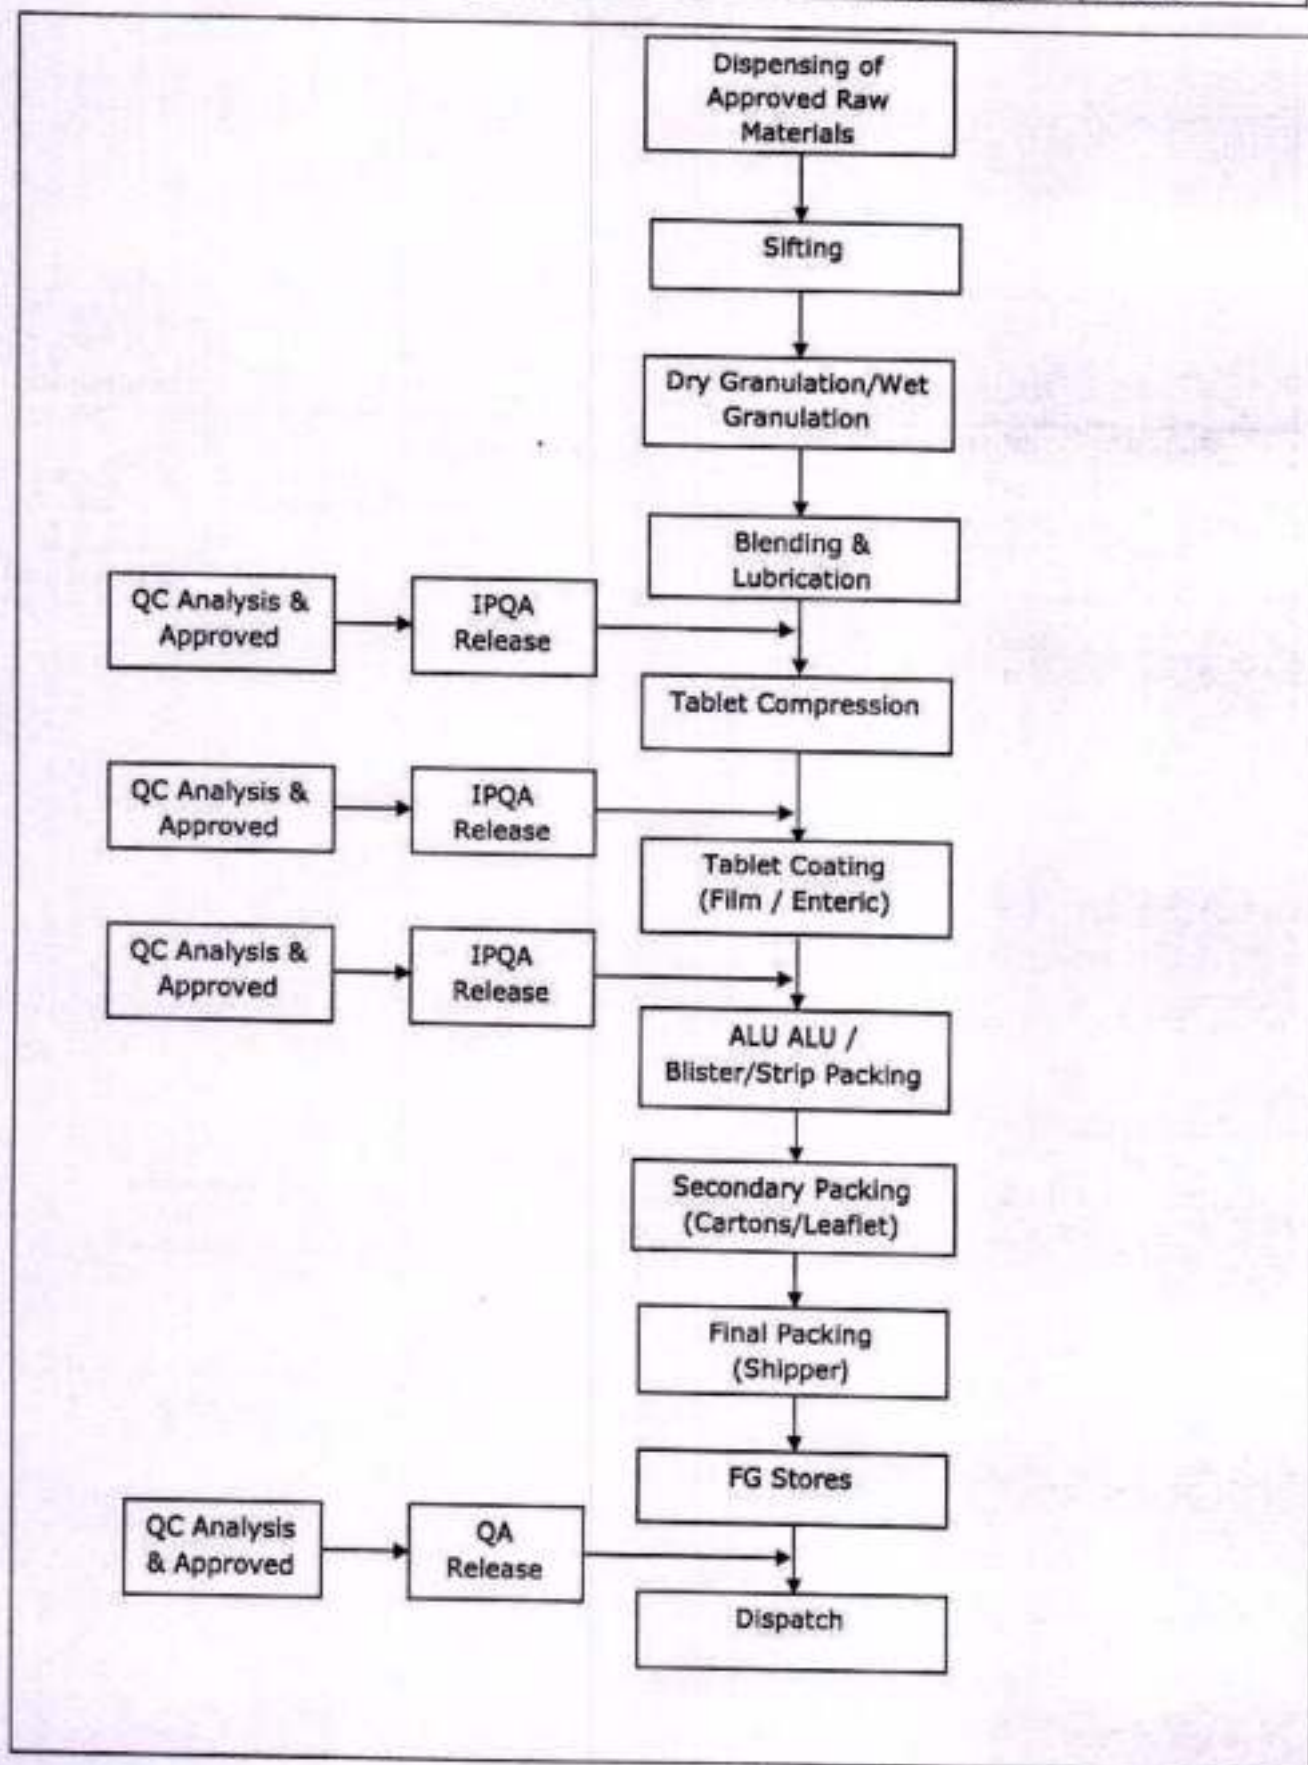 Dispensing of
Approved Raw
Materials
Sifting
Dry Granulation/Wet
Granulation
Blending &
Lubrication
QC Analysis &
Approved
IPQA
Release
Tablet Compression
QC Analysis &
Approved
IPQA
Release
Tablet Coating
(Film / Enteric)
QC Analysis &
Approved
IPQA
Release
ALU ALU /
Blister/Strip Packing
Secondary Packing
(Cartons/Leaflet)
Final Packing
(Shipper)
FG Stores
QC Analysis
& Approved
QA
Release
Dispatch